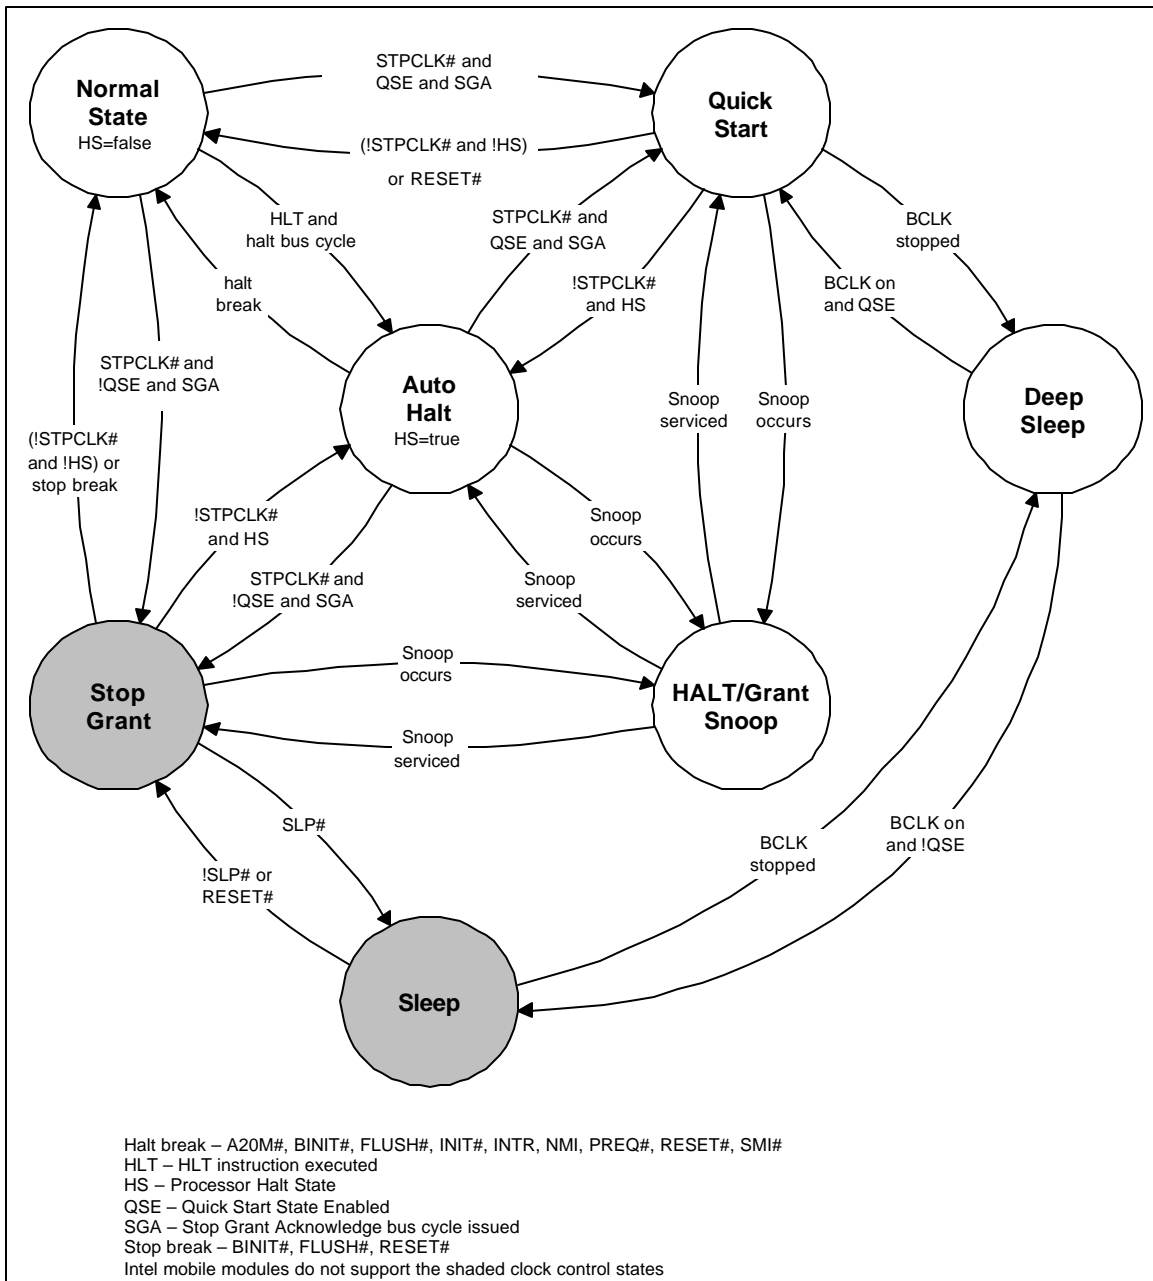 Normal
State
HS=false
STPCLK# and
QSE and SGA
Quick
Start
(!STPCLK# and !HS)
or RESET#
HLT and
halt bus cycle
STPCLK# and
QSE and SGA
BCLK
stopped
halt
break
!STPCLK#
and HS
BCLK on
and QSE
STPCLK# and
!QSE and SGA
Auto
Halt
HS=true
Snoop
serviced
Snoop
occurs
Deep
Sleep
(!STPCLK#
and !HS) or
stop break
!STPCLK#
and HS
Snoop
occurs
STPCLK# and
!QSE and SGA
Snoop
serviced
Stop
Grant
Snoop
occurs
HALT/Grant
Snoop
Snoop
serviced
SLP#
BCLK
stopped
BCLK on
and !QSE
!SLP# or
RESET#
Sleep
Halt break – A20M#, BINIT#, FLUSH#, INIT#, INTR, NMI, PREQ#, RESET#, SMI#
HLT – HLT instruction executed
HS – Processor Halt State
QSE – Quick Start State Enabled
SGA – Stop Grant Acknowledge bus cycle issued
Stop break – BINIT#, FLUSH#, RESET#
Intel mobile modules do not support the shaded clock control states